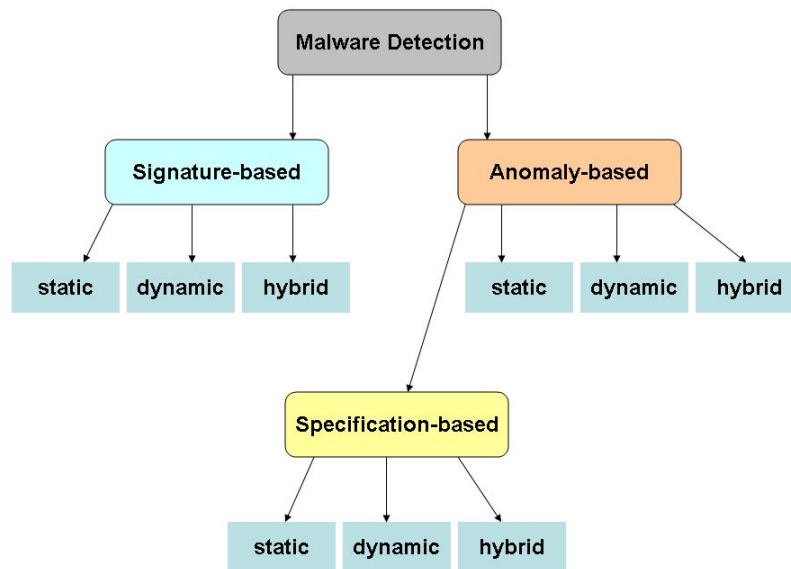 Malware Detection
Signature-based
Anomaly-based
static
dynamic
hybrid
static
dynamic
hybrid
Specification-based
static
dynamic
hybrid